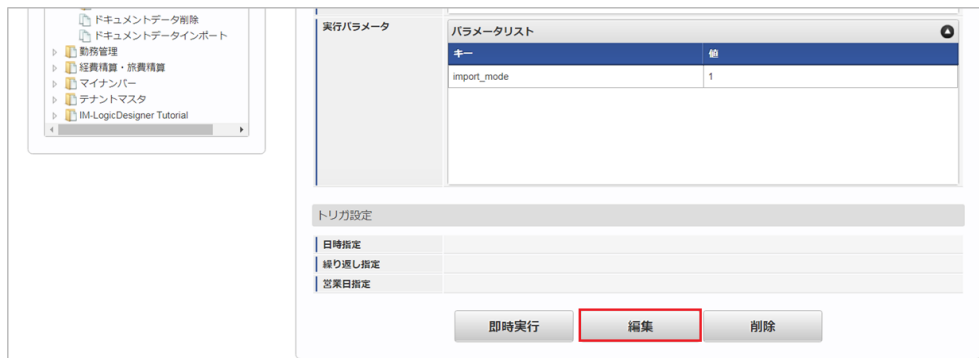 ドキュメントデータ削除
ドキュメントデータインポート
勤務管理
経費精算・旅費精算
マイナンバー
テナントマスタ
IM-LogicDesigner Tutorial
実行パラメータ
パラメータリスト
キー 値
import_mode 1
トリガ設定
日時指定
繰り返し指定
営業日指定
即時実行 編集 削除